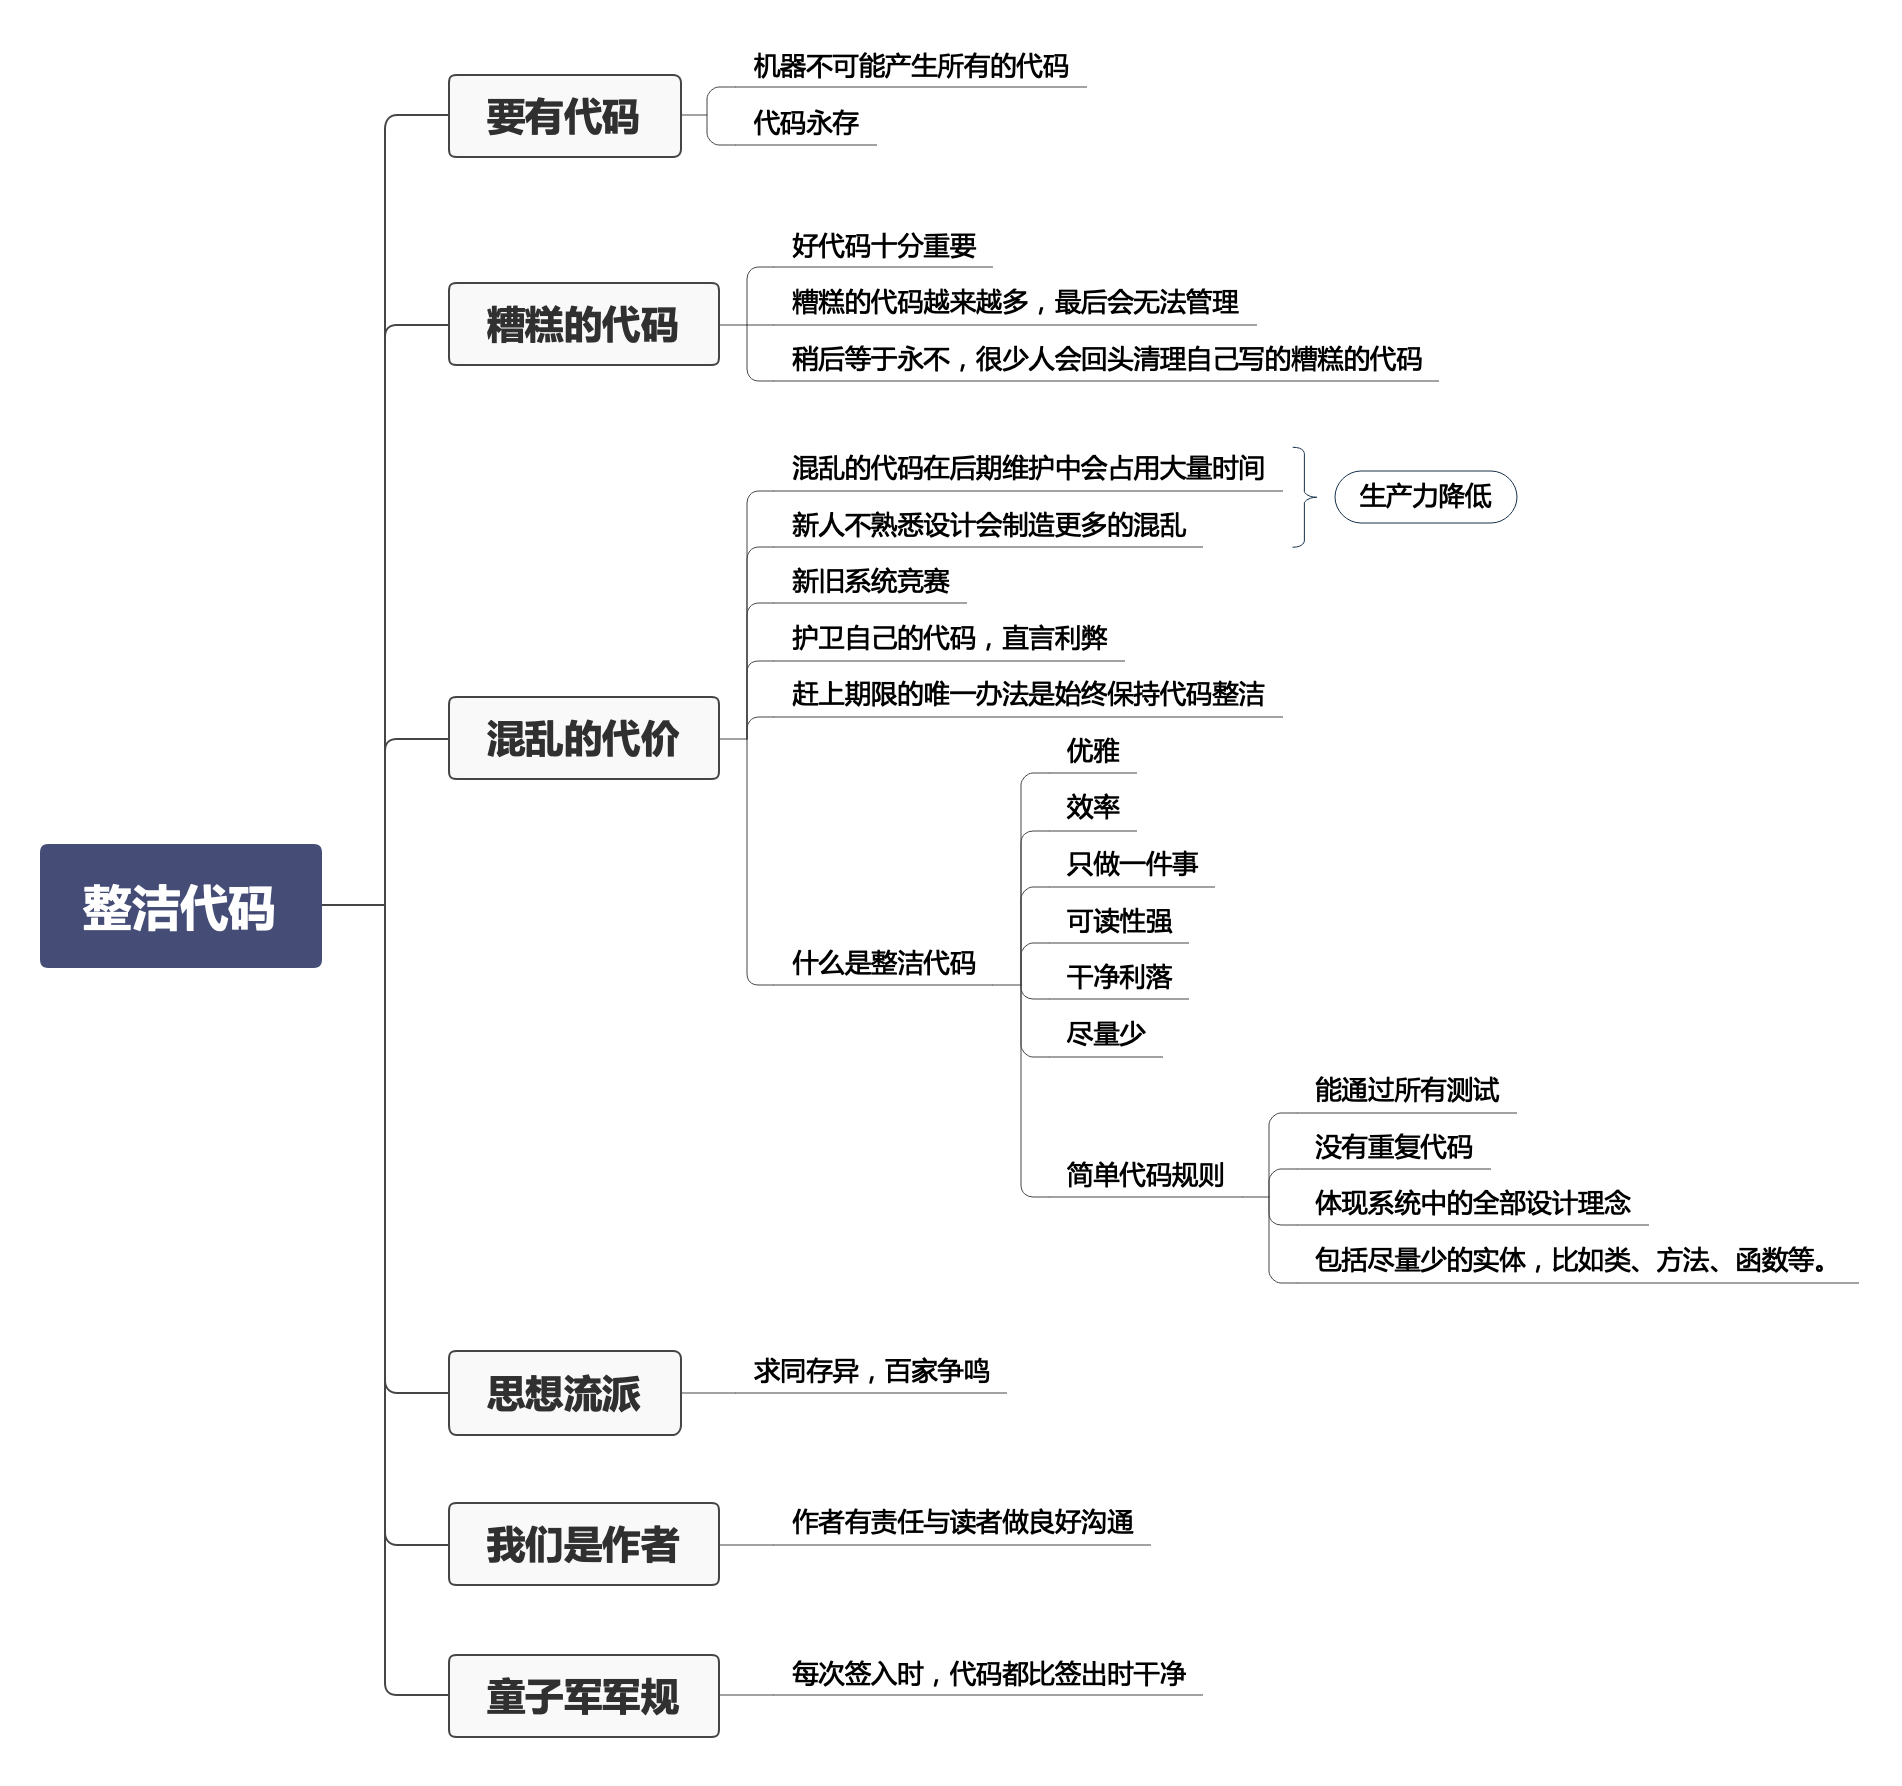 整洁代码
要有代码
机器不可能产生所有的代码
代码永存
糟糕的代码
好代码十分重要
糟糕的代码越来越多，最后会无法管理
稍后等于永不，很少人会回头清理自己写的糟糕的代码
混乱的代价
混乱的代码在后期维护中会占用大量时间
新人不熟悉设计会制造更多的混乱
生产力降低
新旧系统竞赛
护卫自己的代码，直言利弊
赶上期限的唯一办法是始终保持代码整洁
什么是整洁代码
优雅
效率
只做一件事
可读性强
干净利落
尽量少
简单代码规则
能通过所有测试
没有重复代码
体现系统中的全部设计理念
包括尽量少的实体，比如类、方法、函数等。
思想流派
求同存异，百家争鸣
我们是作者
作者有责任与读者做良好沟通
童子军军规
每次签入时，代码都比签出时干净